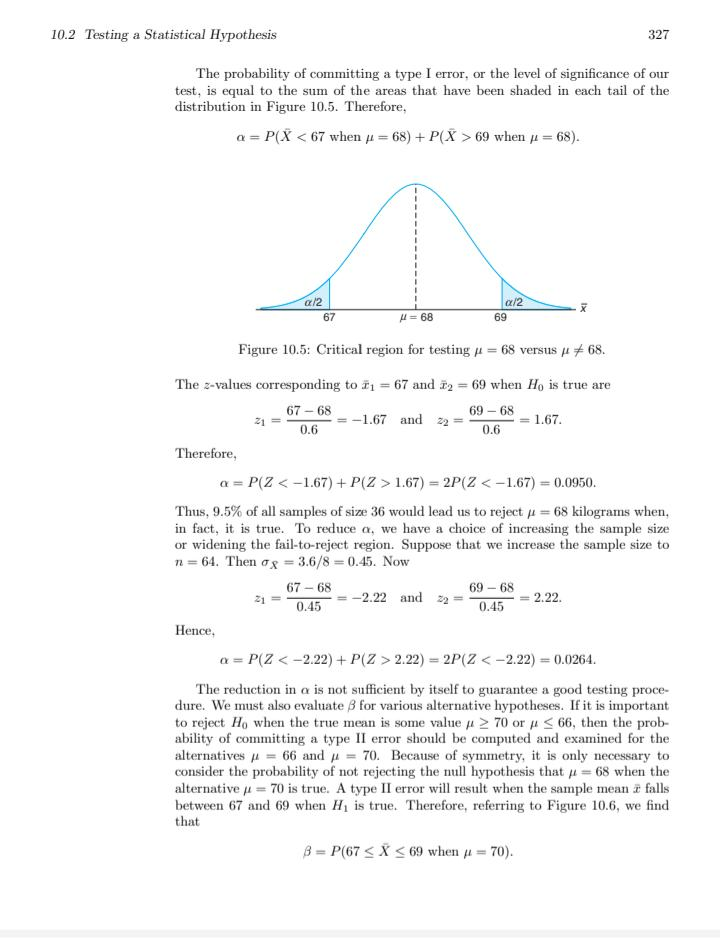 10.2 Testing a Statistical Hypothesis 327
The probability of committing a type I error, or the level of significance of our
test, is equal to the sum of the areas that have been shaded in each tail of the
distribution in Figure 10.5. Therefore,
α = P(X̄ < 67 when μ = 68) + P(X̄ > 69 when μ = 68).
α/2 α/2
x̄
67 μ = 68 69
Figure 10.5: Critical region for testing μ = 68 versus μ ≠ 68.
The z-values corresponding to x̄₁ = 67 and x̄₂ = 69 when H₀ is true are
z₁ = (67 − 68)/0.6 = −1.67 and z₂ = (69 − 68)/0.6 = 1.67.
Therefore,
α = P(Z < −1.67) + P(Z > 1.67) = 2P(Z < −1.67) = 0.0950.
Thus, 9.5% of all samples of size 36 would lead us to reject μ = 68 kilograms when,
in fact, it is true. To reduce α, we have a choice of increasing the sample size
or widening the fail-to-reject region. Suppose that we increase the sample size to
n = 64. Then σ_X̄ = 3.6/8 = 0.45. Now
z₁ = (67 − 68)/0.45 = −2.22 and z₂ = (69 − 68)/0.45 = 2.22.
Hence,
α = P(Z < −2.22) + P(Z > 2.22) = 2P(Z < −2.22) = 0.0264.
The reduction in α is not sufficient by itself to guarantee a good testing proce-
dure. We must also evaluate β for various alternative hypotheses. If it is important
to reject H₀ when the true mean is some value μ ≥ 70 or μ ≤ 66, then the prob-
ability of committing a type II error should be computed and examined for the
alternatives μ = 66 and μ = 70. Because of symmetry, it is only necessary to
consider the probability of not rejecting the null hypothesis that μ = 68 when the
alternative μ = 70 is true. A type II error will result when the sample mean x̄ falls
between 67 and 69 when H₁ is true. Therefore, referring to Figure 10.6, we find
that
β = P(67 ≤ X̄ ≤ 69 when μ = 70).